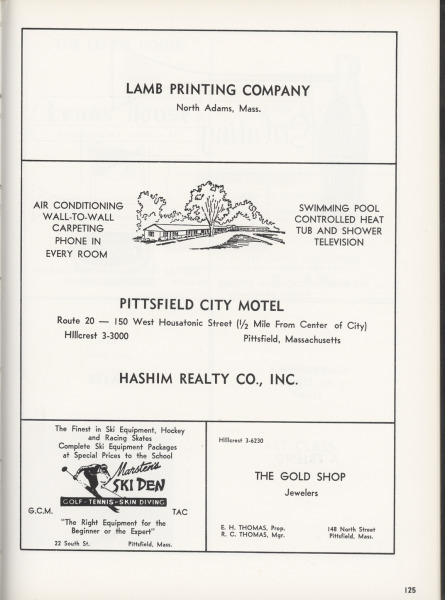 LAMB PRINTING COMPANY
North Adams, Mass.
AIR CONDITIONING
WALL-TO-WALL
CARPETING
PHONE IN
EVERY ROOM
SWIMMING POOL
CONTROLLED HEAT
TUB AND SHOWER
TELEVISION
PITTSFIELD CITY MOTEL
Route 20 — 150 West Housatonic Street (½ Mile From Center of City)
HIllcrest 3-3000 Pittsfield, Massachusetts
HASHIM REALTY CO., INC.
The Finest in Ski Equipment, Hockey
and Racing Skates
Complete Ski Equipment Packages
at Special Prices to the School
Marsten's
SKI DEN
GOLF - TENNIS - SKIN DIVING
G.C.M. TAC
"The Right Equipment for the
Beginner or the Expert"
22 South St. Pittsfield, Mass.
HIllcrest 3-6230
THE GOLD SHOP
Jewelers
E. H. THOMAS, Prop.
R. C. THOMAS, Mgr.
148 North Street
Pittsfield, Mass.
125